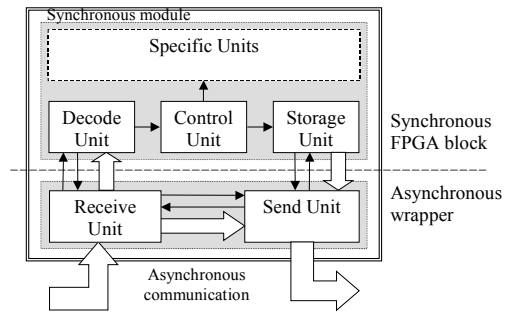 Synchronous module
Specific Units
Decode
Unit
Control
Unit
Storage
Unit
Synchronous
FPGA block
Asynchronous
wrapper
Receive
Unit
Send Unit
Asynchronous
communication